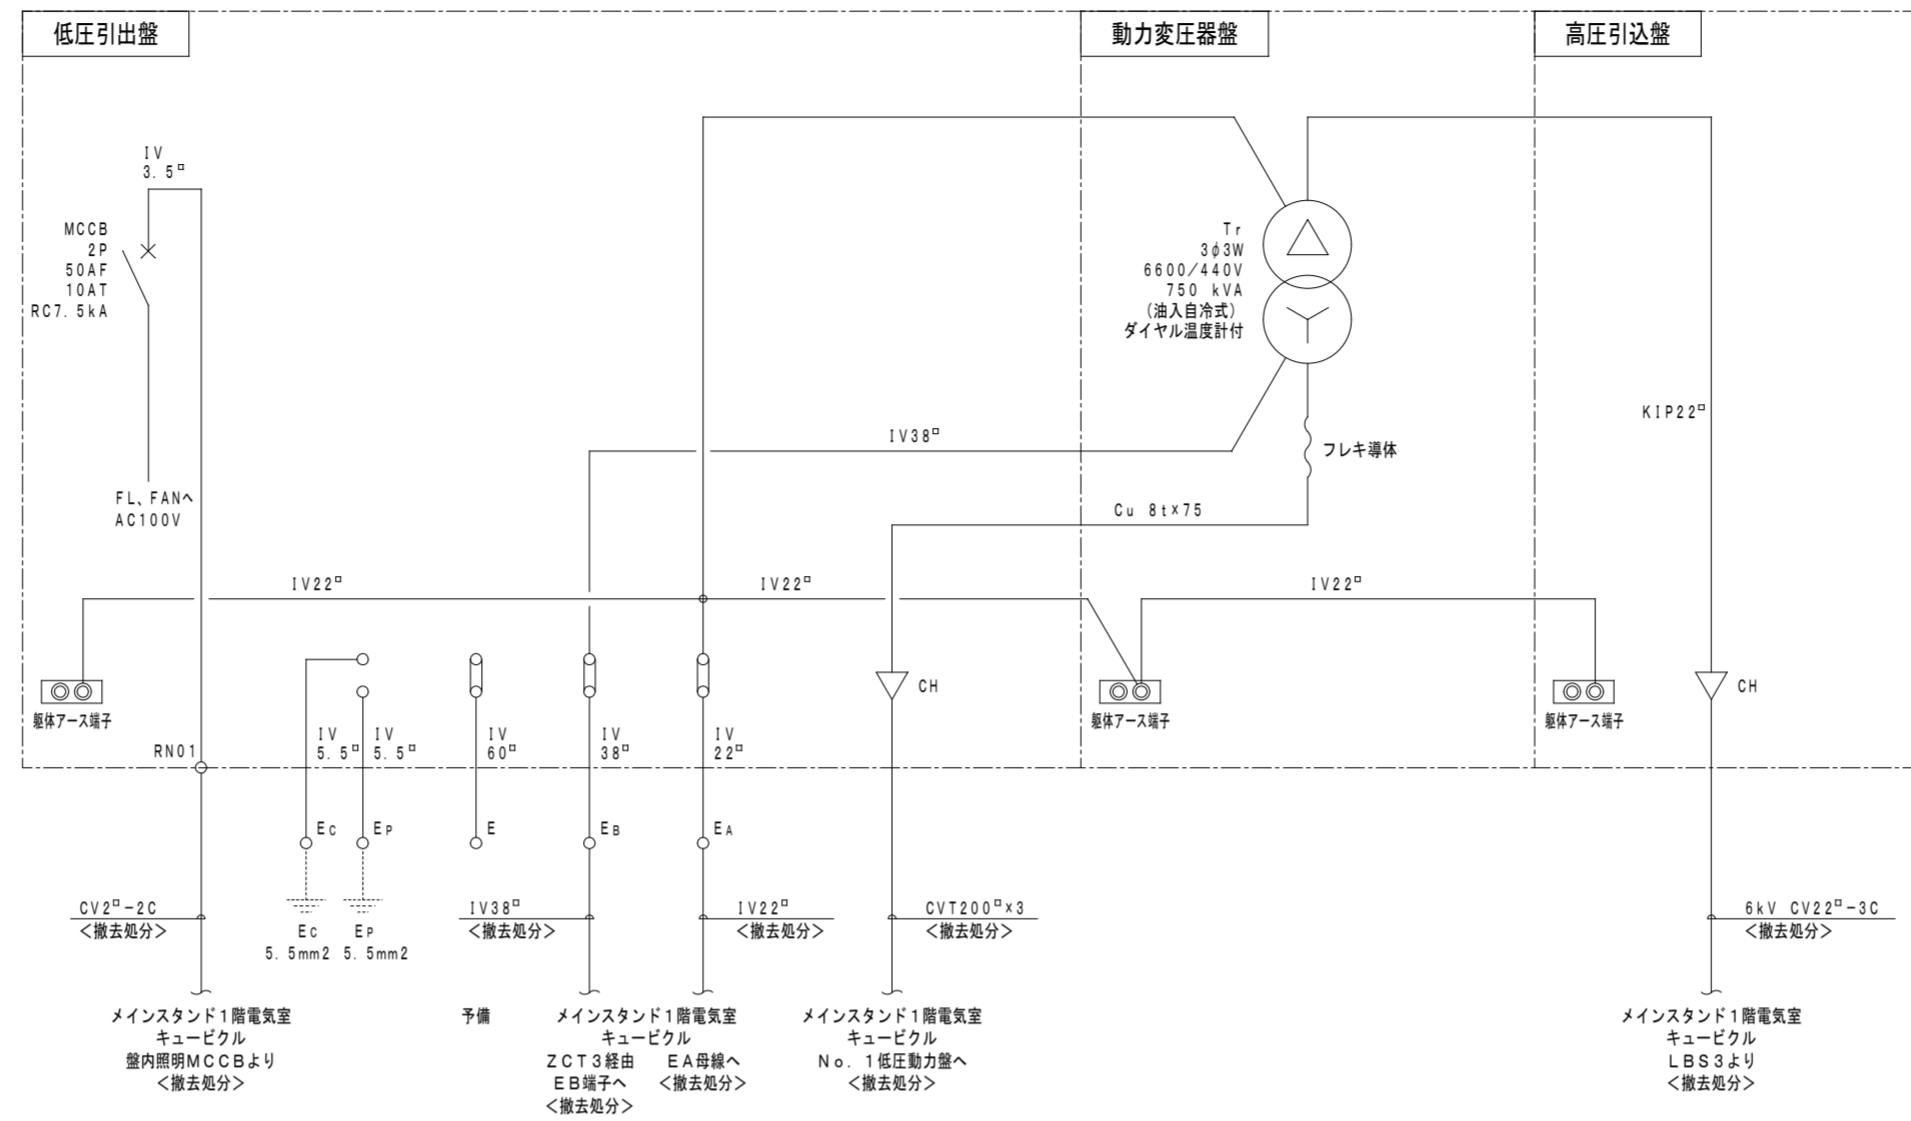 低圧引出盤
動力変圧器盤
高圧引込盤
IV
3.5□
MCCB
2P
50AF
10AT
RC7.5kA
FL、FANへ
AC100V
Tr
3φ3W
6600/440V
750 kVA
(油入自冷式)
ダイヤル温度計付
KIP22□
IV38□
フレキ導体
Cu 8t×75
IV22□
IV22□
IV22□
躯体アース端子
RN01
IV
5.5□
IV
5.5□
IV
60□
IV
38□
IV
22□
CH
躯体アース端子
躯体アース端子
CH
EC
EP
E
EB
EA
CV2□-2C
<撤去処分>
EC
5.5mm2
EP
5.5mm2
IV38□
<撤去処分>
IV22□
<撤去処分>
CVT200□×3
<撤去処分>
6kV CV22□-3C
<撤去処分>
メインスタンド1階電気室
キュービクル
盤内照明MCCBより
<撤去処分>
予備
メインスタンド1階電気室
キュービクル
ZCT3経由
EB端子へ
<撤去処分>
EA母線へ
<撤去処分>
メインスタンド1階電気室
キュービクル
No.1低圧動力盤へ
<撤去処分>
メインスタンド1階電気室
キュービクル
LBS3より
<撤去処分>